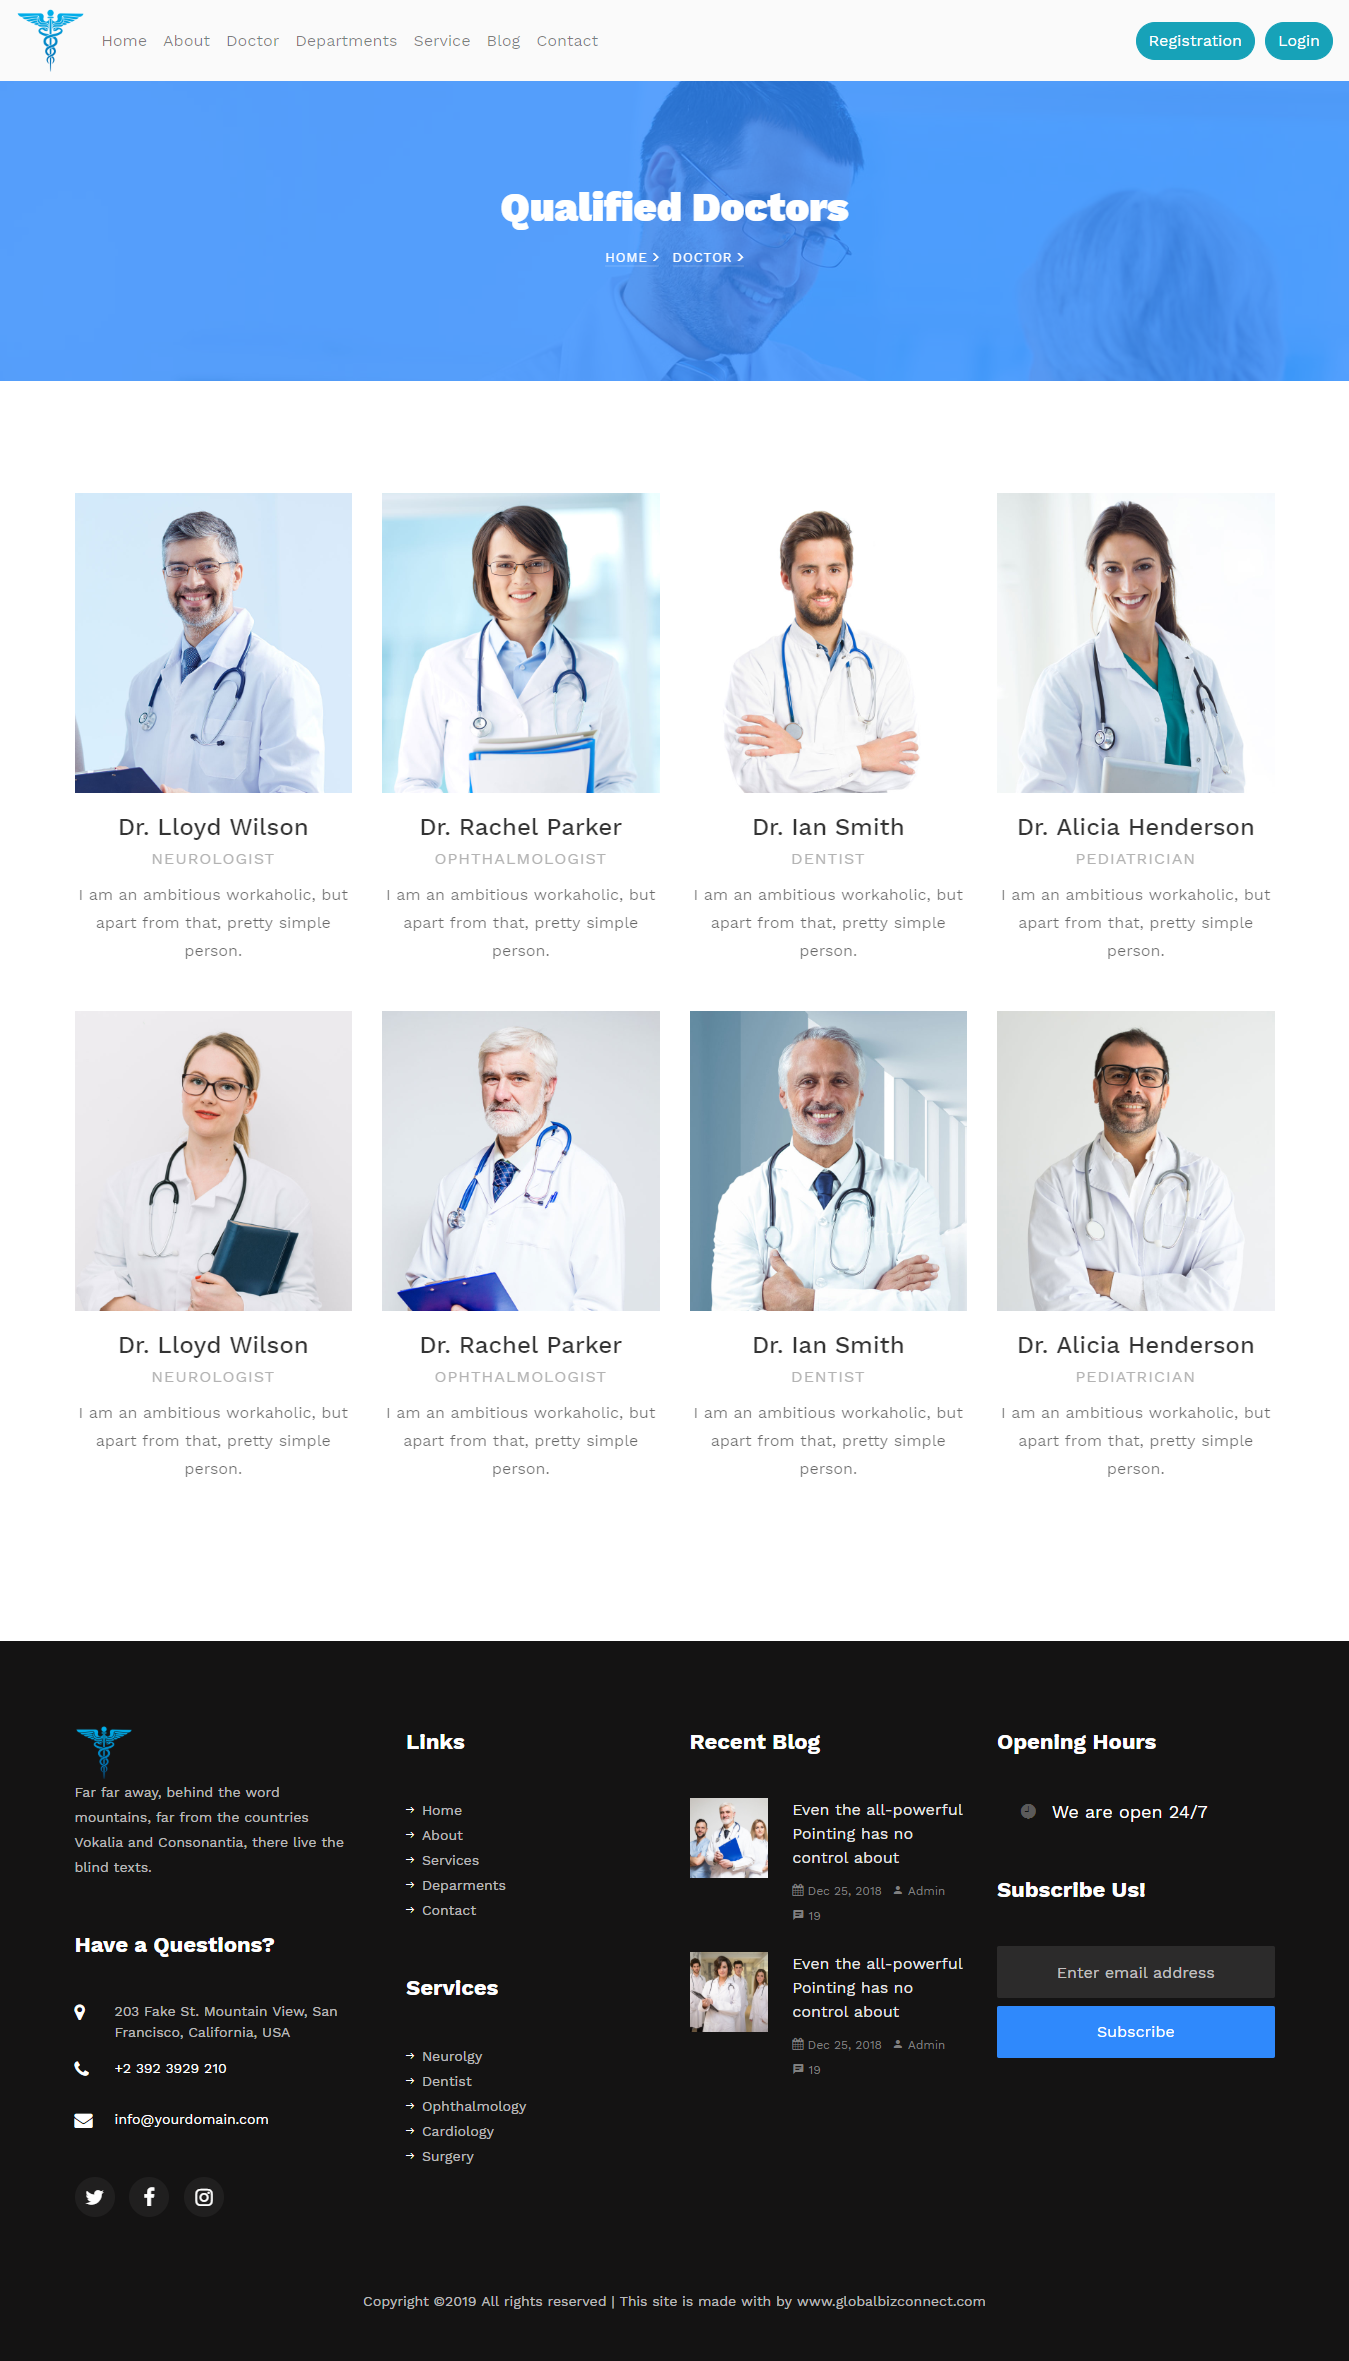 Home About Doctor Departments Service Blog Contact Registration Login
Qualified Doctors
HOME DOCTOR
Dr. Lloyd Wilson
NEUROLOGIST
I am an ambitious workaholic, but
apart from that, pretty simple
person.
Dr. Rachel Parker
OPHTHALMOLOGIST
I am an ambitious workaholic, but
apart from that, pretty simple
person.
Dr. Ian Smith
DENTIST
I am an ambitious workaholic, but
apart from that, pretty simple
person.
Dr. Alicia Henderson
PEDIATRICIAN
I am an ambitious workaholic, but
apart from that, pretty simple
person.
Dr. Lloyd Wilson
NEUROLOGIST
I am an ambitious workaholic, but
apart from that, pretty simple
person.
Dr. Rachel Parker
OPHTHALMOLOGIST
I am an ambitious workaholic, but
apart from that, pretty simple
person.
Dr. Ian Smith
DENTIST
I am an ambitious workaholic, but
apart from that, pretty simple
person.
Dr. Alicia Henderson
PEDIATRICIAN
I am an ambitious workaholic, but
apart from that, pretty simple
person.
Far far away, behind the word
mountains, far from the countries
Vokalia and Consonantia, there live the
blind texts.
Have a Questions?
203 Fake St. Mountain View, San
Francisco, California, USA
+2 392 3929 210
info@yourdomain.com
Links
Home
About
Services
Deparments
Contact
Services
Neurolgy
Dentist
Ophthalmology
Cardiology
Surgery
Recent Blog
Even the all-powerful
Pointing has no
control about
Dec 25, 2018 Admin
19
Even the all-powerful
Pointing has no
control about
Dec 25, 2018 Admin
19
Opening Hours
We are open 24/7
Subscribe Us!
Enter email address
Subscribe
Copyright ©2019 All rights reserved | This site is made with by www.globalbizconnect.com